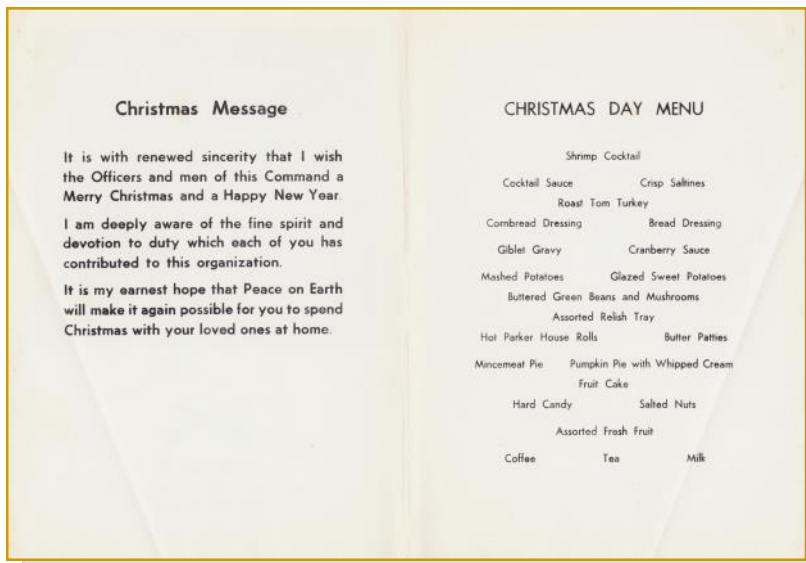 Christmas Message
It is with renewed sincerity that I wish
the Officers and men of this Command a
Merry Christmas and a Happy New Year.
I am deeply aware of the fine spirit and
devotion to duty which each of you has
contributed to this organization.
It is my earnest hope that Peace on Earth
will make it again possible for you to spend
Christmas with your loved ones at home.
CHRISTMAS DAY MENU
Shrimp Cocktail
Cocktail Sauce Crisp Saltines
Roast Tom Turkey
Cornbread Dressing Bread Dressing
Giblet Gravy Cranberry Sauce
Mashed Potatoes Glazed Sweet Potatoes
Buttered Green Beans and Mushrooms
Assorted Relish Tray
Hot Parker House Rolls Butter Patties
Mincemeat Pie Pumpkin Pie with Whipped Cream
Fruit Cake
Hard Candy Salted Nuts
Assorted Fresh Fruit
Coffee Tea Milk